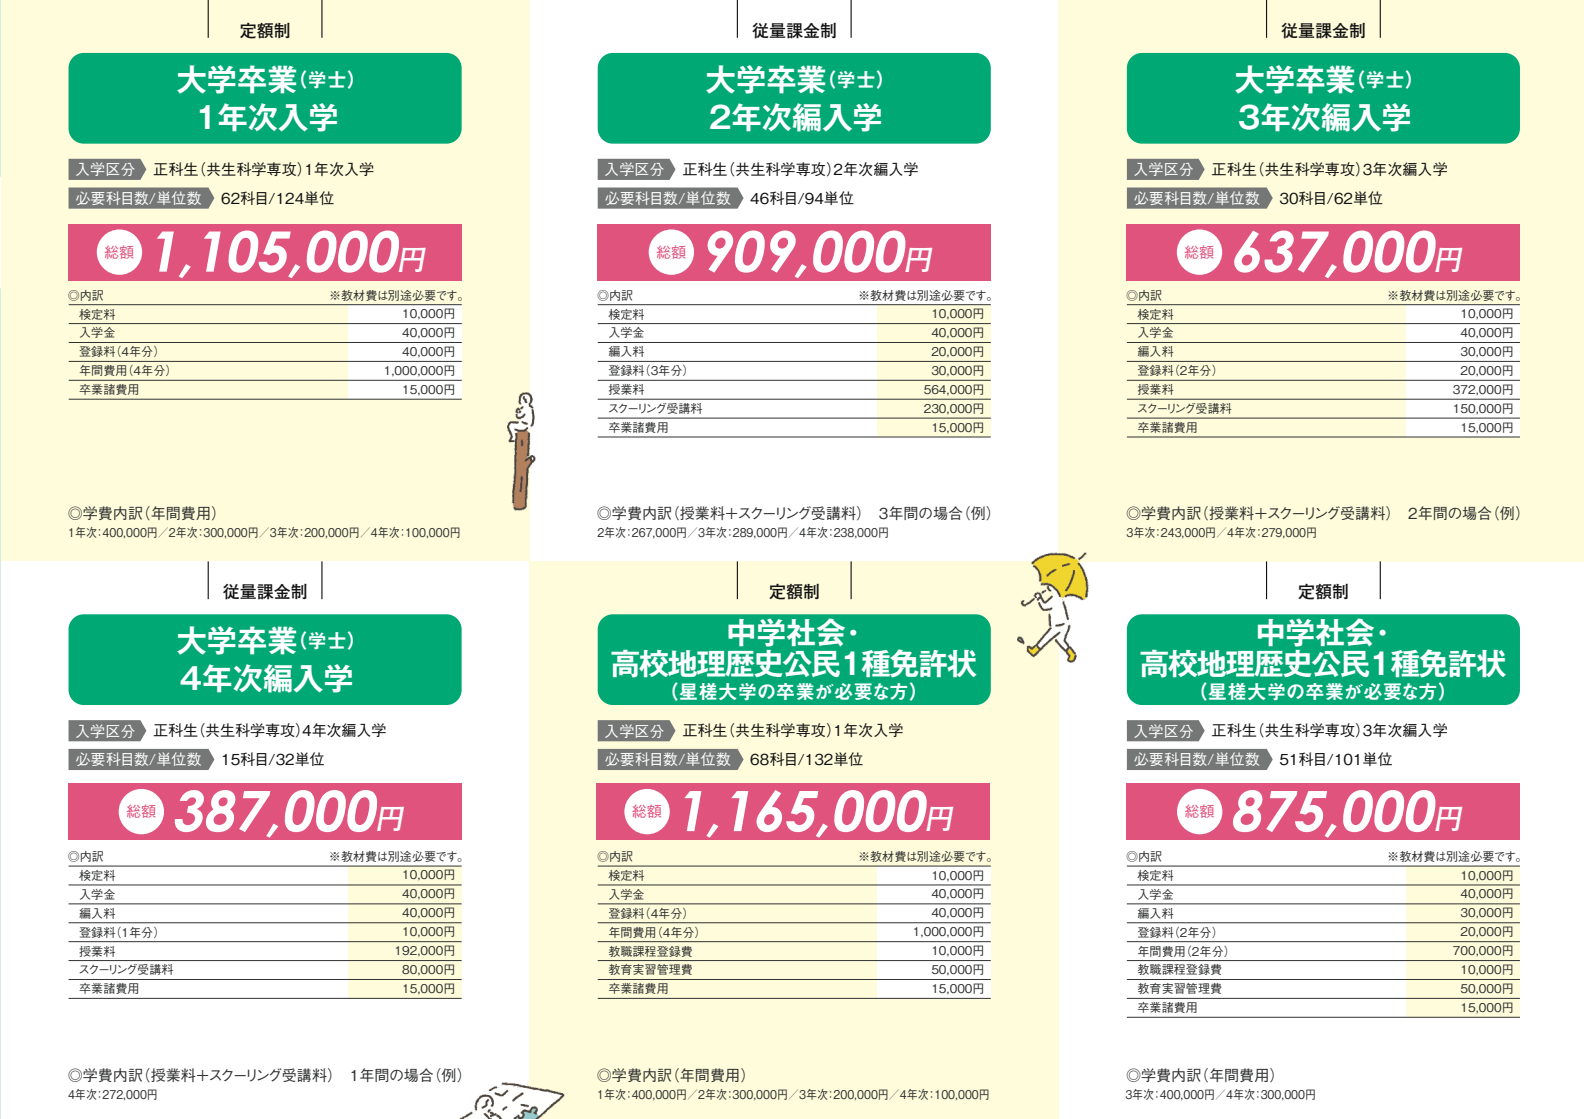 定額制
大学卒業(学士)
1年次入学
入学区分 正科生(共生科学専攻)1年次入学
必要科目数/単位数 62科目/124単位
総額 1,105,000円
◎内訳 ※教材費は別途必要です。
検定料 10,000円
入学金 40,000円
登録料(4年分) 40,000円
年間費用(4年分) 1,000,000円
卒業諸費用 15,000円
◎学費内訳(年間費用)
1年次:400,000円/2年次:300,000円/3年次:200,000円/4年次:100,000円
従量課金制
大学卒業(学士)
2年次編入学
入学区分 正科生(共生科学専攻)2年次編入学
必要科目数/単位数 46科目/94単位
総額 909,000円
◎内訳 ※教材費は別途必要です。
検定料 10,000円
入学金 40,000円
編入料 20,000円
登録料(3年分) 30,000円
授業料 564,000円
スクーリング受講料 230,000円
卒業諸費用 15,000円
◎学費内訳(授業料+スクーリング受講料) 3年間の場合(例)
2年次:267,000円/3年次:289,000円/4年次:238,000円
従量課金制
大学卒業(学士)
3年次編入学
入学区分 正科生(共生科学専攻)3年次編入学
必要科目数/単位数 30科目/62単位
総額 637,000円
◎内訳 ※教材費は別途必要です。
検定料 10,000円
入学金 40,000円
編入料 30,000円
登録料(2年分) 20,000円
授業料 372,000円
スクーリング受講料 150,000円
卒業諸費用 15,000円
◎学費内訳(授業料+スクーリング受講料) 2年間の場合(例)
3年次:243,000円/4年次:279,000円
従量課金制
大学卒業(学士)
4年次編入学
入学区分 正科生(共生科学専攻)4年次編入学
必要科目数/単位数 15科目/32単位
総額 387,000円
◎内訳 ※教材費は別途必要です。
検定料 10,000円
入学金 40,000円
編入料 40,000円
登録料(1年分) 10,000円
授業料 192,000円
スクーリング受講料 80,000円
卒業諸費用 15,000円
◎学費内訳(授業料+スクーリング受講料) 1年間の場合(例)
4年次:272,000円
定額制
中学社会・
高校地理歴史公民1種免許状
(星槎大学の卒業が必要な方)
入学区分 正科生(共生科学専攻)1年次入学
必要科目数/単位数 68科目/132単位
総額 1,165,000円
◎内訳 ※教材費は別途必要です。
検定料 10,000円
入学金 40,000円
登録料(4年分) 40,000円
年間費用(4年分) 1,000,000円
教職課程登録費 10,000円
教育実習管理費 50,000円
卒業諸費用 15,000円
◎学費内訳(年間費用)
1年次:400,000円/2年次:300,000円/3年次:200,000円/4年次:100,000円
定額制
中学社会・
高校地理歴史公民1種免許状
(星槎大学の卒業が必要な方)
入学区分 正科生(共生科学専攻)3年次編入学
必要科目数/単位数 51科目/101単位
総額 875,000円
◎内訳 ※教材費は別途必要です。
検定料 10,000円
入学金 40,000円
編入料 30,000円
登録料(2年分) 20,000円
年間費用(2年分) 700,000円
教職課程登録費 10,000円
教育実習管理費 50,000円
卒業諸費用 15,000円
◎学費内訳(年間費用)
3年次:400,000円/4年次:300,000円